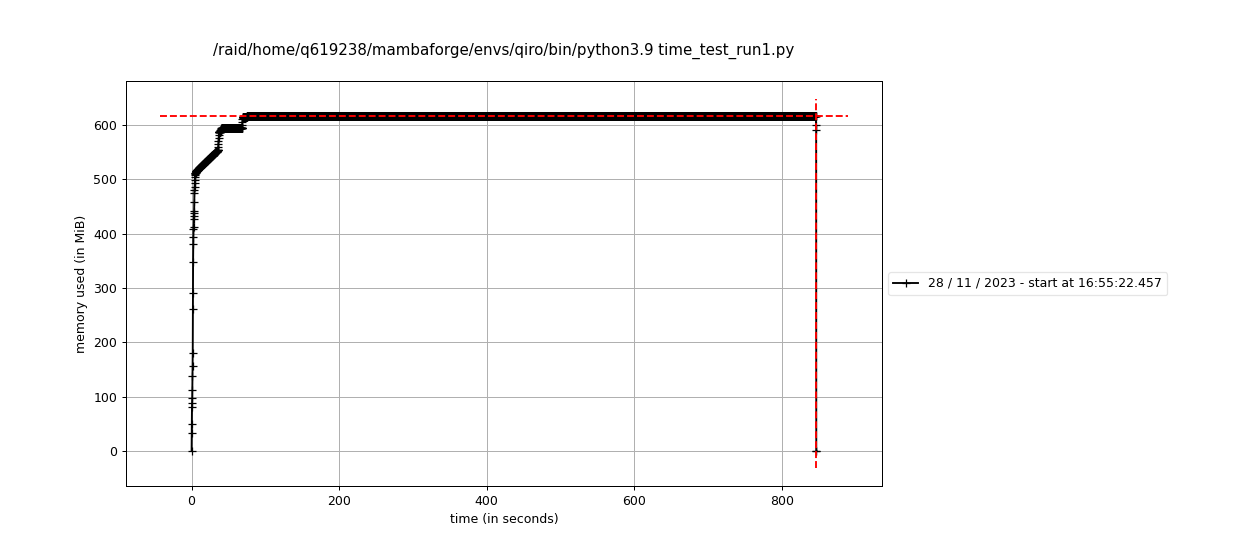 /raid/home/q619238/mambaforge/envs/qiro/bin/python3.9 time_test_run1.py
600
500
400
300
200
100
0
memory used (in MiB)
28 / 11 / 2023 - start at 16:55:22.457
0 200 400 600 800
time (in seconds)